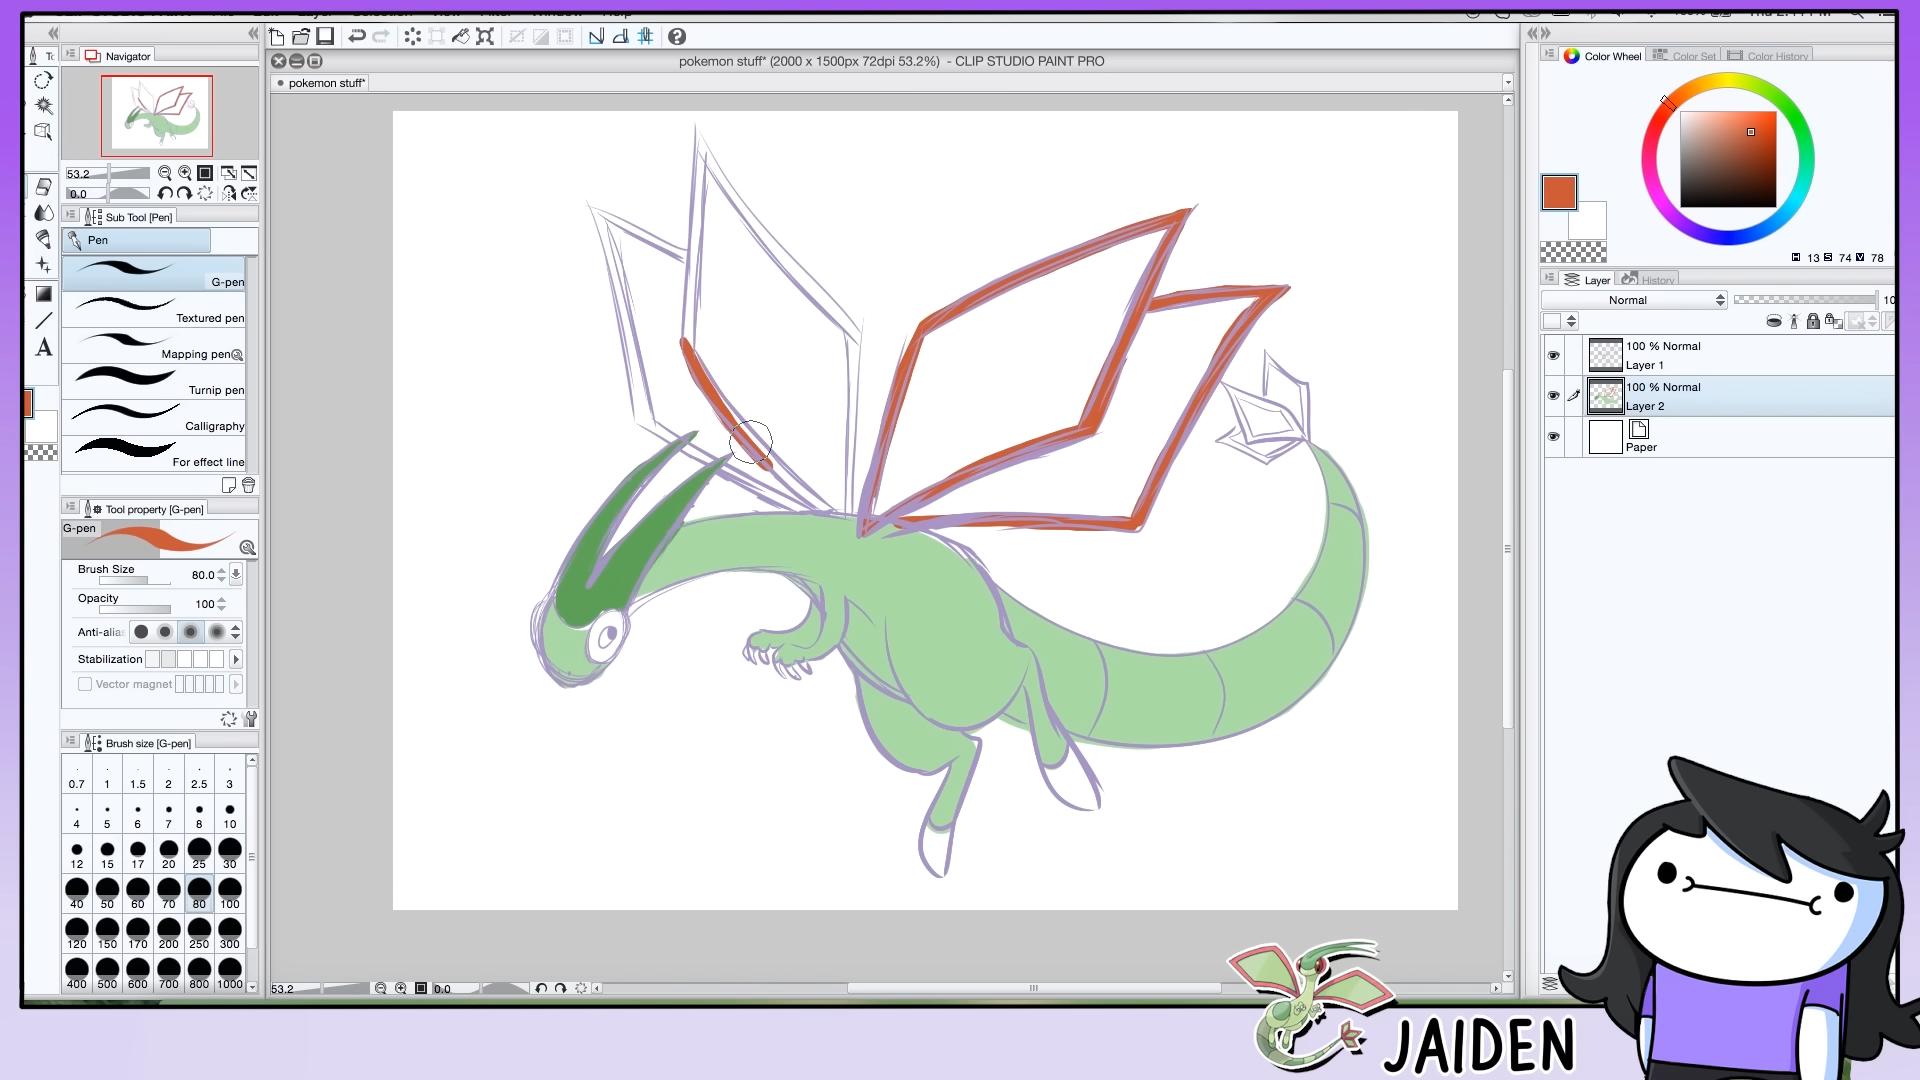 Navigator
pokemon stuff* (2000 x 1500px 72dpi 53.2%) - CLIP STUDIO PAINT PRO
pokemon stuff*
53.2
0.0
Sub Tool [Pen]
Pen
G-pen
Textured pen
Mapping pen
Turnip pen
Calligraphy
For effect line
Tool property [G-pen]
G-pen
Brush Size 80.0
Opacity 100
Anti-alia
Stabilization
Vector magnet
Brush size [G-pen]
0.7 1 1.5 2 2.5 3
4 5 6 7 8 10
12 15 17 20 25 30
40 50 60 70 80 100
120 150 170 200 250 300
400 500 600 700 800 1000
53.2 0.0
Color Wheel Color Set Color History
H 13 S 74 V 78
Layer History
Normal 10
100 % Normal
Layer 1
100 % Normal
Layer 2
Paper
JAIDEN